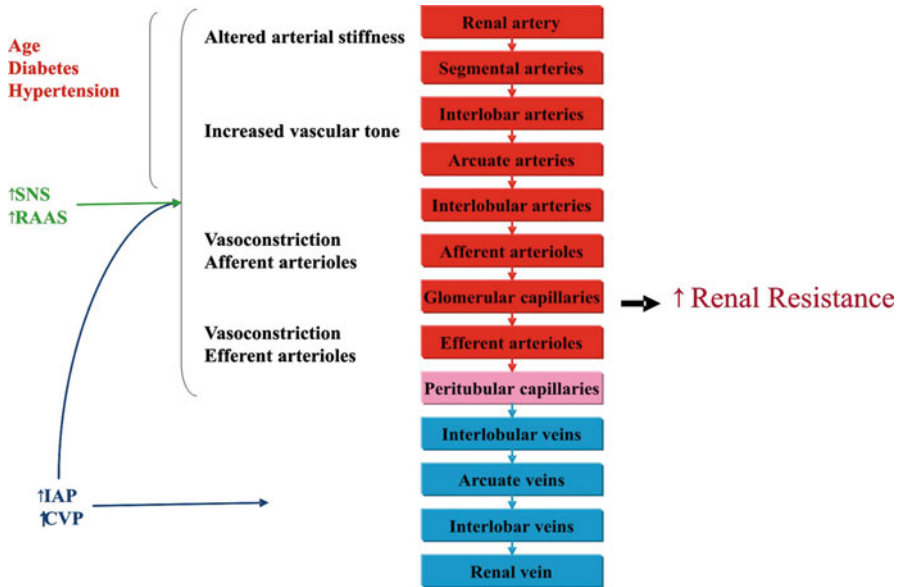 Age
Diabetes
Hypertension
↑SNS
↑RAAS
↑IAP
↑CVP
Altered arterial stiffness
Increased vascular tone
Vasoconstriction
Afferent arterioles
Vasoconstriction
Efferent arterioles
Renal artery
Segmental arteries
Interlobar arteries
Arcuate arteries
Interlobular arteries
Afferent arterioles
Glomerular capillaries
Efferent arterioles
Peritubular capillaries
Interlobular veins
Arcuate veins
Interlobar veins
Renal vein
↑ Renal Resistance